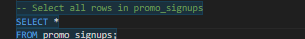 -- Select all rows in promo_signups
SELECT *
FROM promo_signups;